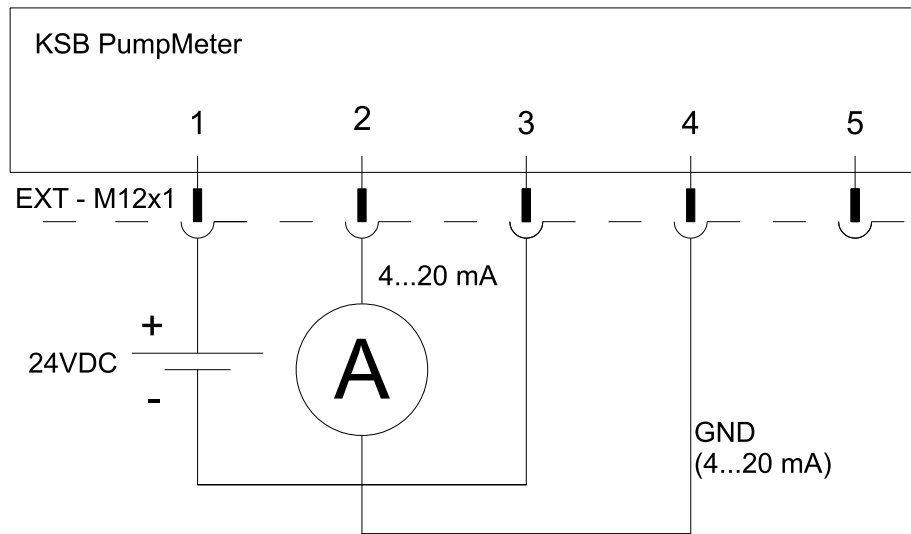 KSB PumpMeter
1 2 3 4 5
EXT - M12x1
4...20 mA
+
24VDC
-
A
GND
(4...20 mA)